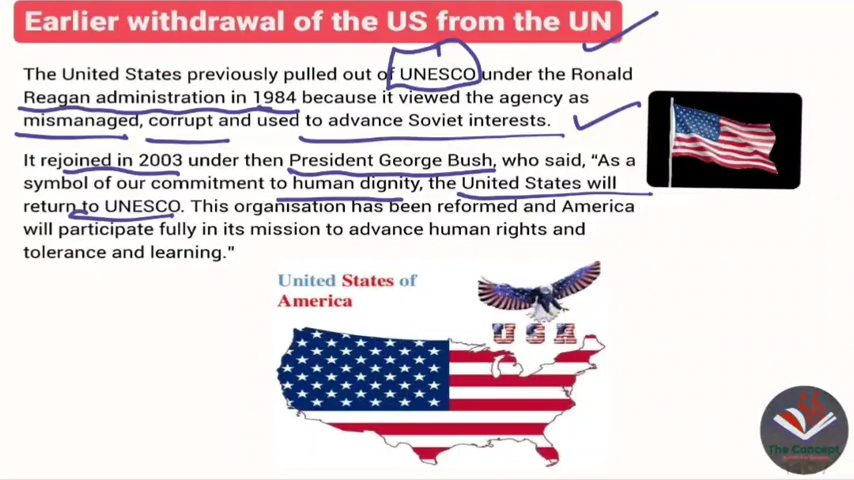 Earlier withdrawal of the US from the UN
The United States previously pulled out of UNESCO under the Ronald
Reagan administration in 1984 because it viewed the agency as
mismanaged, corrupt and used to advance Soviet interests.
It rejoined in 2003 under then President George Bush, who said, “As a
symbol of our commitment to human dignity, the United States will
return to UNESCO. This organisation has been reformed and America
will participate fully in its mission to advance human rights and
tolerance and learning.”
United States of
America
USA
The Concept